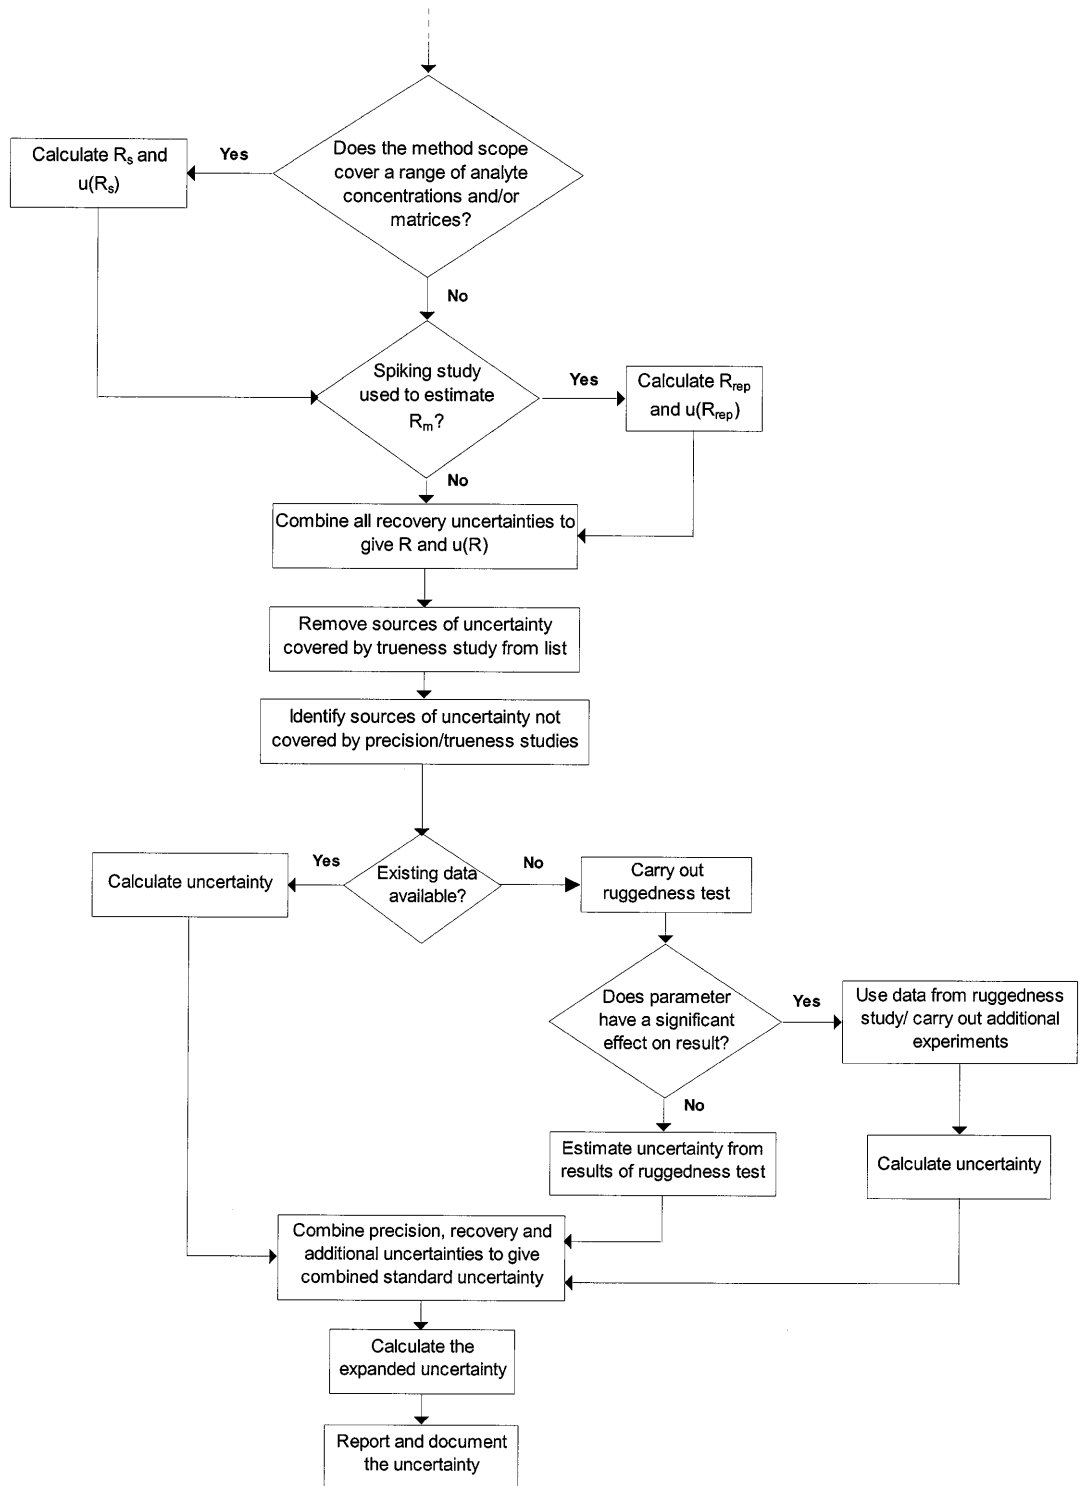 Does the method scope
cover a range of analyte
concentrations and/or
matrices?
Yes
Calculate Rs and
u(Rs)
No
Spiking study
used to estimate
Rm?
Yes
Calculate Rrep
and u(Rrep)
No
Combine all recovery uncertainties to
give R and u(R)
Remove sources of uncertainty
covered by trueness study from list
Identify sources of uncertainty not
covered by precision/trueness studies
Existing data
available?
Yes
Calculate uncertainty
No
Carry out
ruggedness test
Does parameter
have a significant
effect on result?
Yes
Use data from ruggedness
study/ carry out additional
experiments
No
Estimate uncertainty from
results of ruggedness test
Calculate uncertainty
Combine precision, recovery and
additional uncertainties to give
combined standard uncertainty
Calculate the
expanded uncertainty
Report and document
the uncertainty